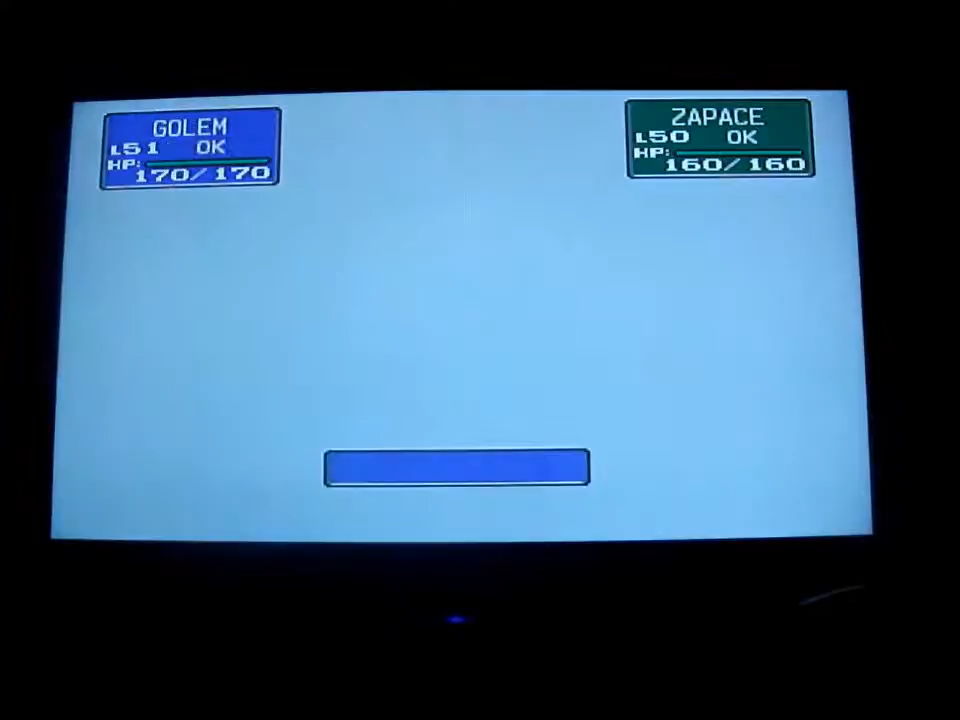 GOLEM
L51 OK
HP:
170/170
ZAPACE
L50 OK
HP:
160/160